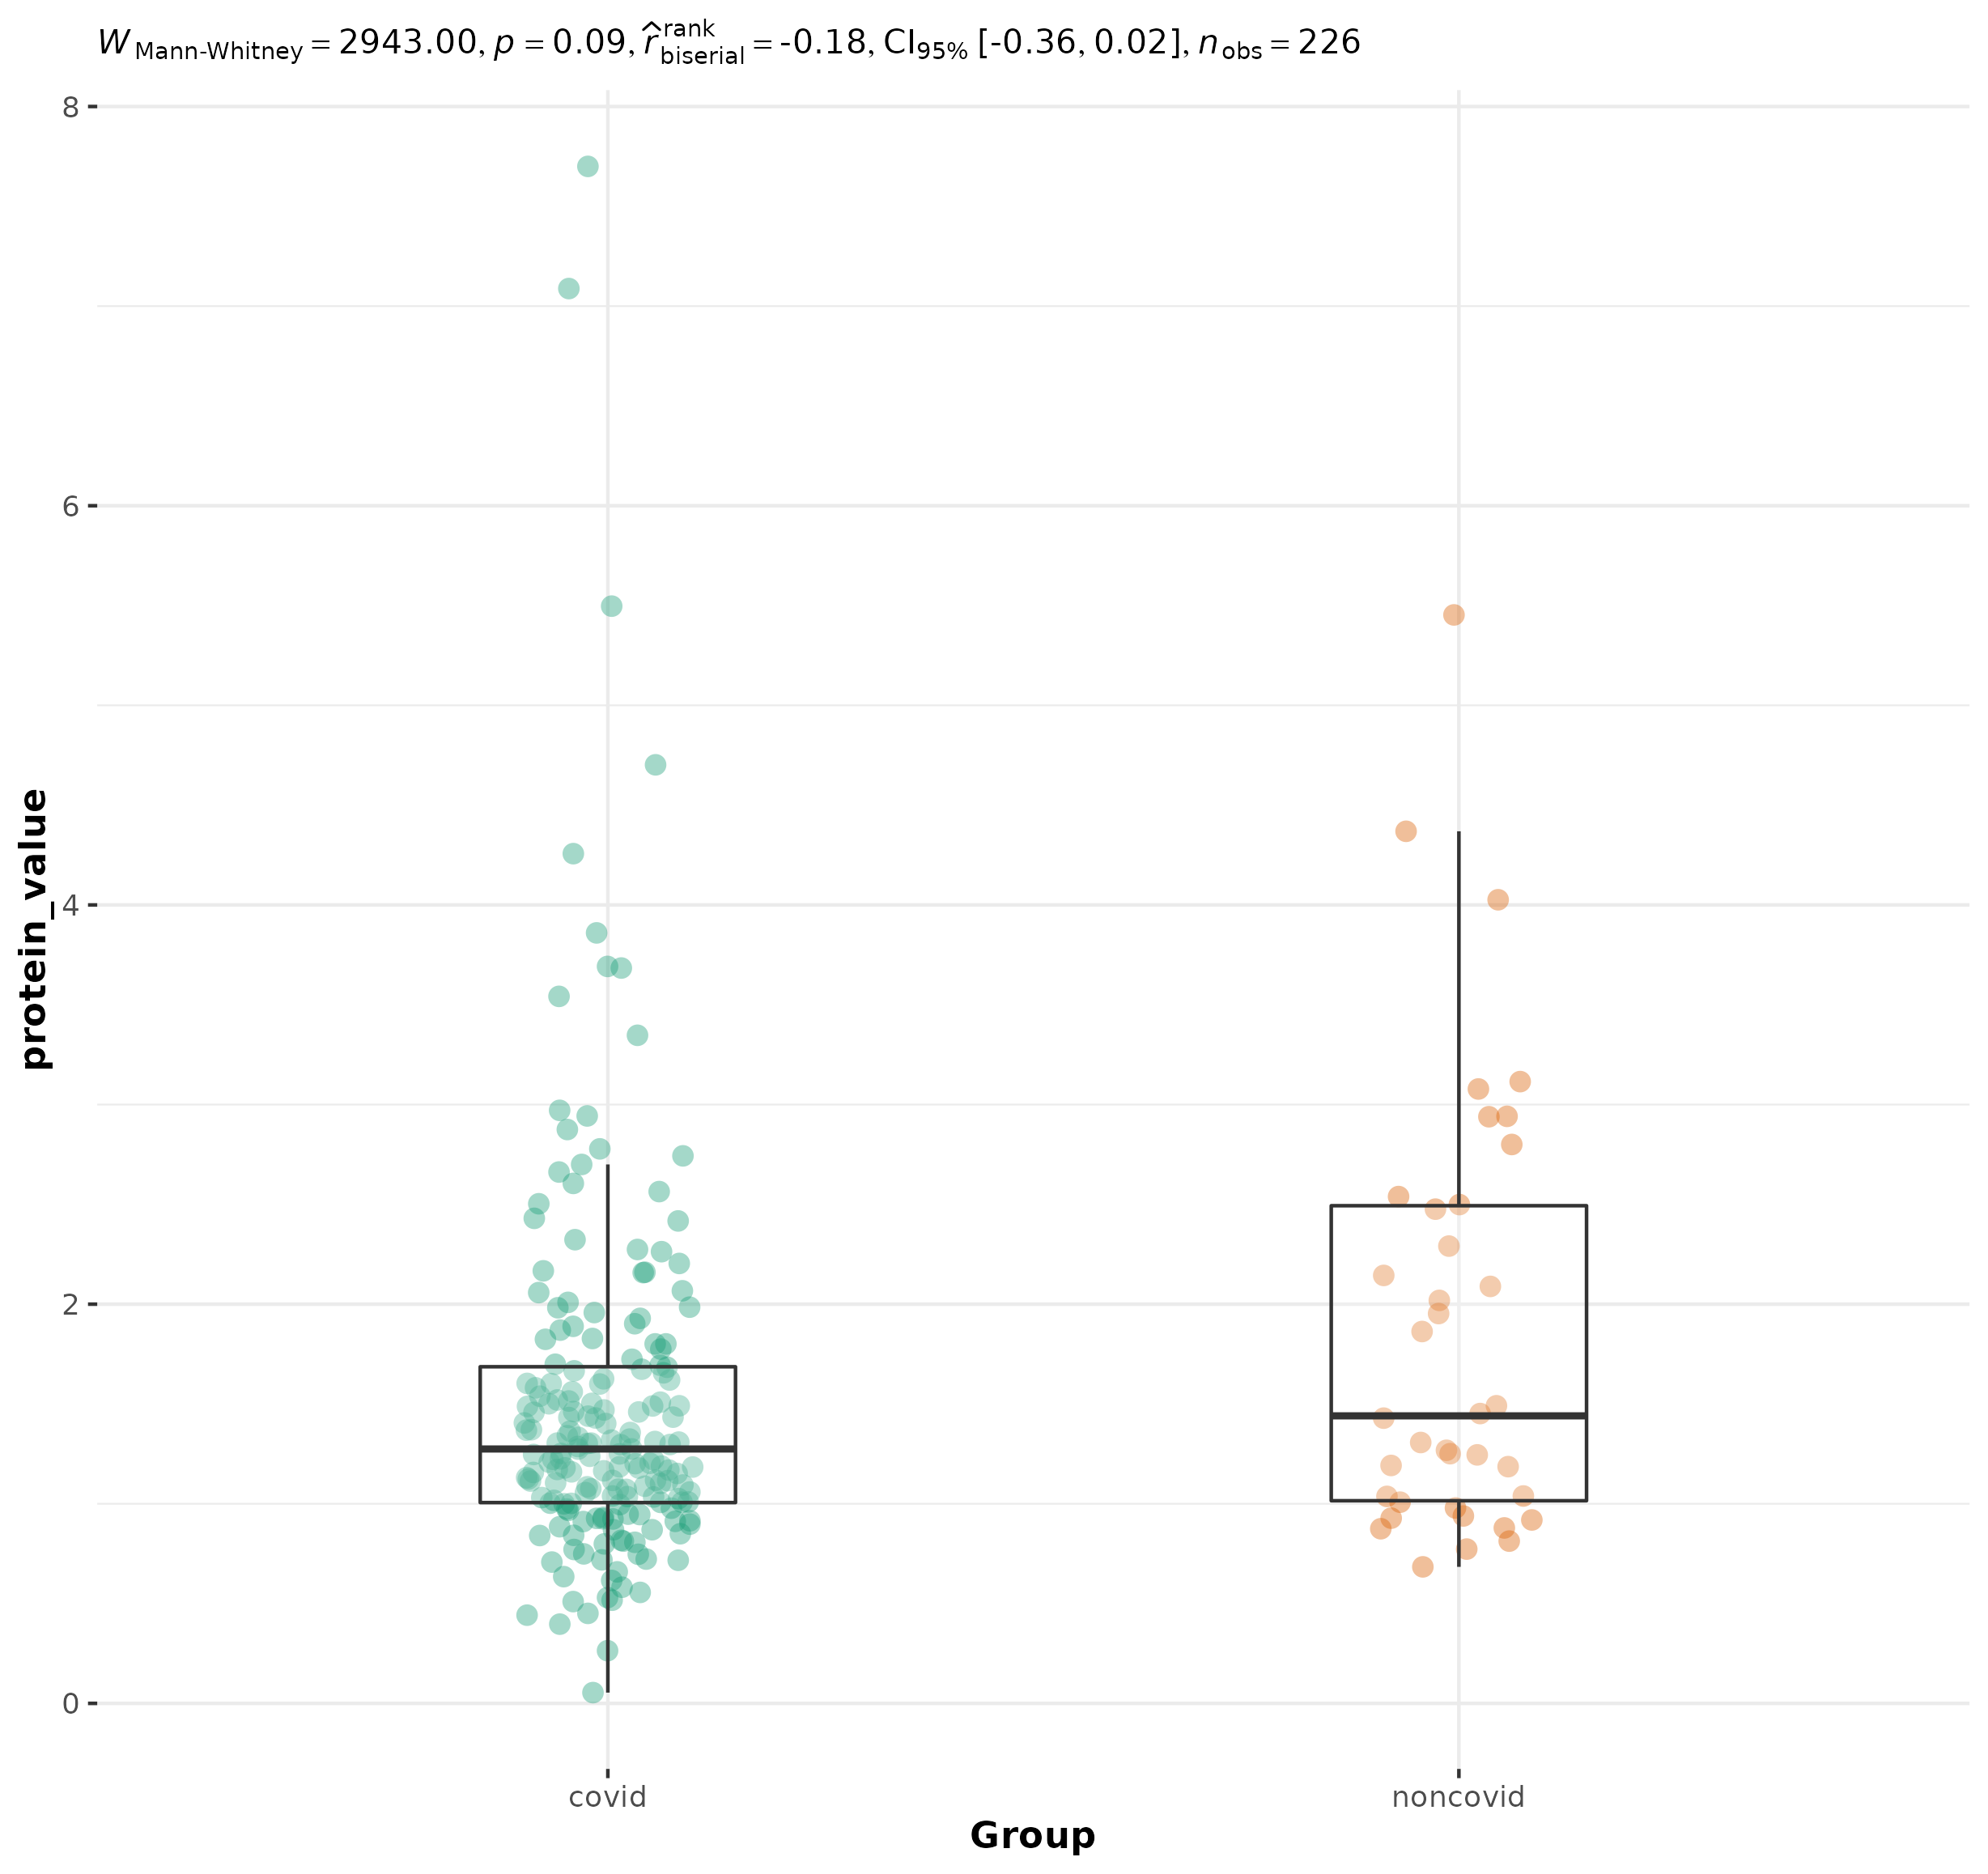 W Mann-Whitney = 2943.00, p = 0.09, r̂ rank biserial = -0.18, CI95% [-0.36, 0.02], nobs = 226
8
6
4
2
0
protein_value
covid noncovid
Group